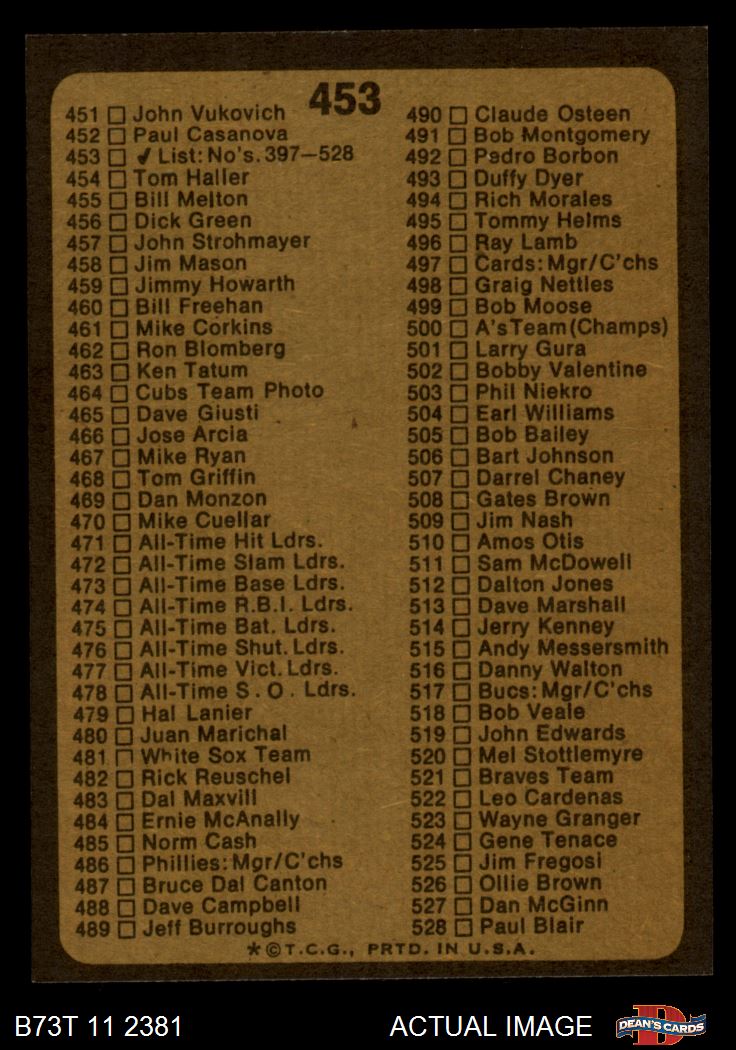 453
451 John Vukovich
452 Paul Casanova
453 ✓ List: No's. 397–528
454 Tom Haller
455 Bill Melton
456 Dick Green
457 John Strohmayer
458 Jim Mason
459 Jimmy Howarth
460 Bill Freehan
461 Mike Corkins
462 Ron Blomberg
463 Ken Tatum
464 Cubs Team Photo
465 Dave Giusti
466 Jose Arcia
467 Mike Ryan
468 Tom Griffin
469 Dan Monzon
470 Mike Cuellar
471 All-Time Hit Ldrs.
472 All-Time Slam Ldrs.
473 All-Time Base Ldrs.
474 All-Time R.B.I. Ldrs.
475 All-Time Bat. Ldrs.
476 All-Time Shut. Ldrs.
477 All-Time Vict. Ldrs.
478 All-Time S.O. Ldrs.
479 Hal Lanier
480 Juan Marichal
481 White Sox Team
482 Rick Reuschel
483 Dal Maxvill
484 Ernie McAnally
485 Norm Cash
486 Phillies: Mgr/C'chs
487 Bruce Dal Canton
488 Dave Campbell
489 Jeff Burroughs
490 Claude Osteen
491 Bob Montgomery
492 Pedro Borbon
493 Duffy Dyer
494 Rich Morales
495 Tommy Helms
496 Ray Lamb
497 Cards: Mgr/C'chs
498 Graig Nettles
499 Bob Moose
500 A's Team (Champs)
501 Larry Gura
502 Bobby Valentine
503 Phil Niekro
504 Earl Williams
505 Bob Bailey
506 Bart Johnson
507 Darrel Chaney
508 Gates Brown
509 Jim Nash
510 Amos Otis
511 Sam McDowell
512 Dalton Jones
513 Dave Marshall
514 Jerry Kenney
515 Andy Messersmith
516 Danny Walton
517 Bucs: Mgr/C'chs
518 Bob Veale
519 John Edwards
520 Mel Stottlemyre
521 Braves Team
522 Leo Cardenas
523 Wayne Granger
524 Gene Tenace
525 Jim Fregosi
526 Ollie Brown
527 Dan McGinn
528 Paul Blair
*©T.C.G., PRTD. IN U.S.A.
B73T 11 2381
ACTUAL IMAGE
D
DEAN'S CARDS